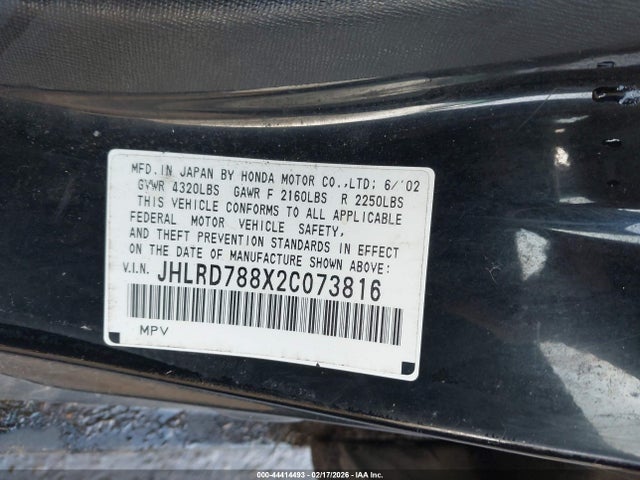 MFD. IN JAPAN BY HONDA MOTOR CO.,LTD; 6/'02
GVWR 4320LBS GAWR F 2160LBS R 2250LBS
THIS VEHICLE CONFORMS TO ALL APPLICABLE
FEDERAL MOTOR VEHICLE SAFETY,
AND THEFT PREVENTION STANDARDS IN EFFECT
ON THE DATE OF MANUFACTURE SHOWN ABOVE:
V.I.N. JHLRD788X2C073816
MPV
000-44414493 - 02/17/2026 - IAAI.COM